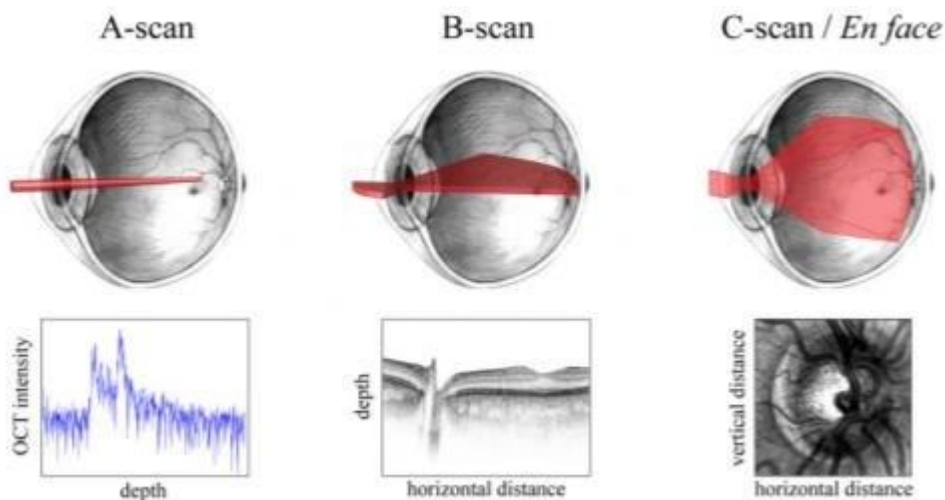 A-scan
B-scan
C-scan / En face
OCT intensity
depth
depth
horizontal distance
vertical distance
horizontal distance